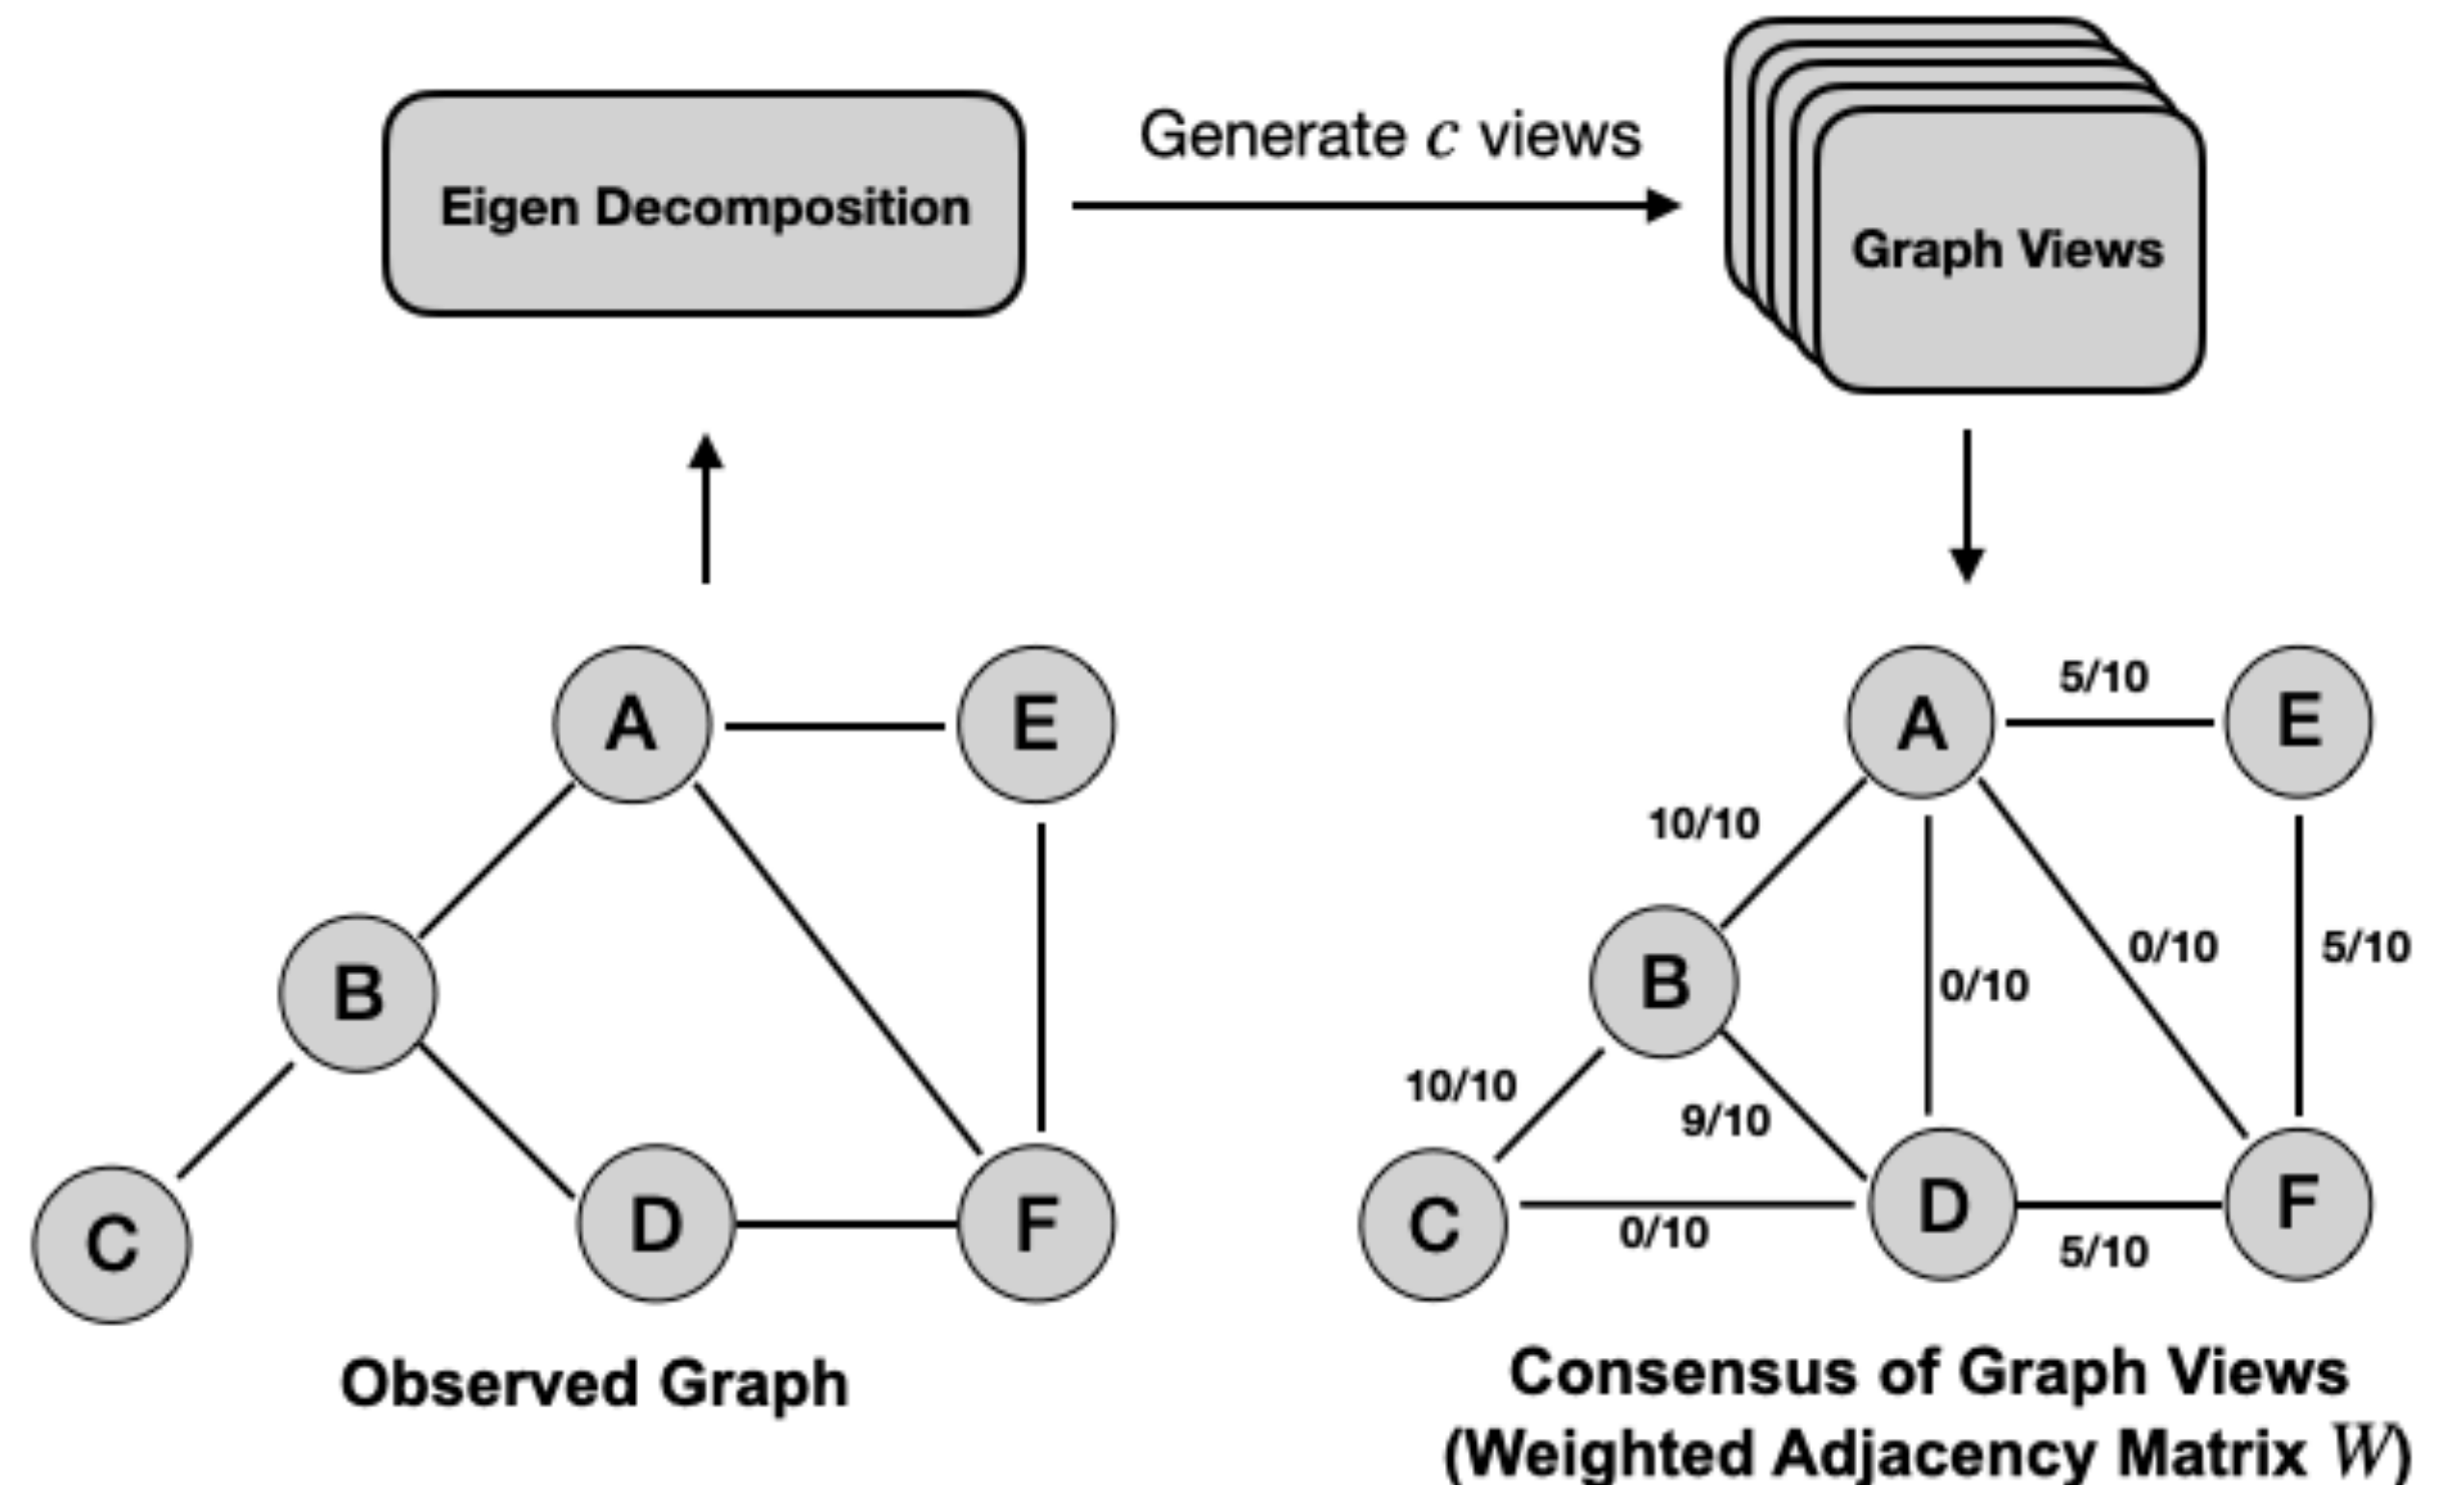 Generate c views
Eigen Decomposition
Graph Views
A
E
B
C
D
F
Observed Graph
A
5/10
E
10/10
0/10
5/10
0/10
B
10/10
9/10
C
0/10
D
5/10
F
Consensus of Graph Views
(Weighted Adjacency Matrix W)